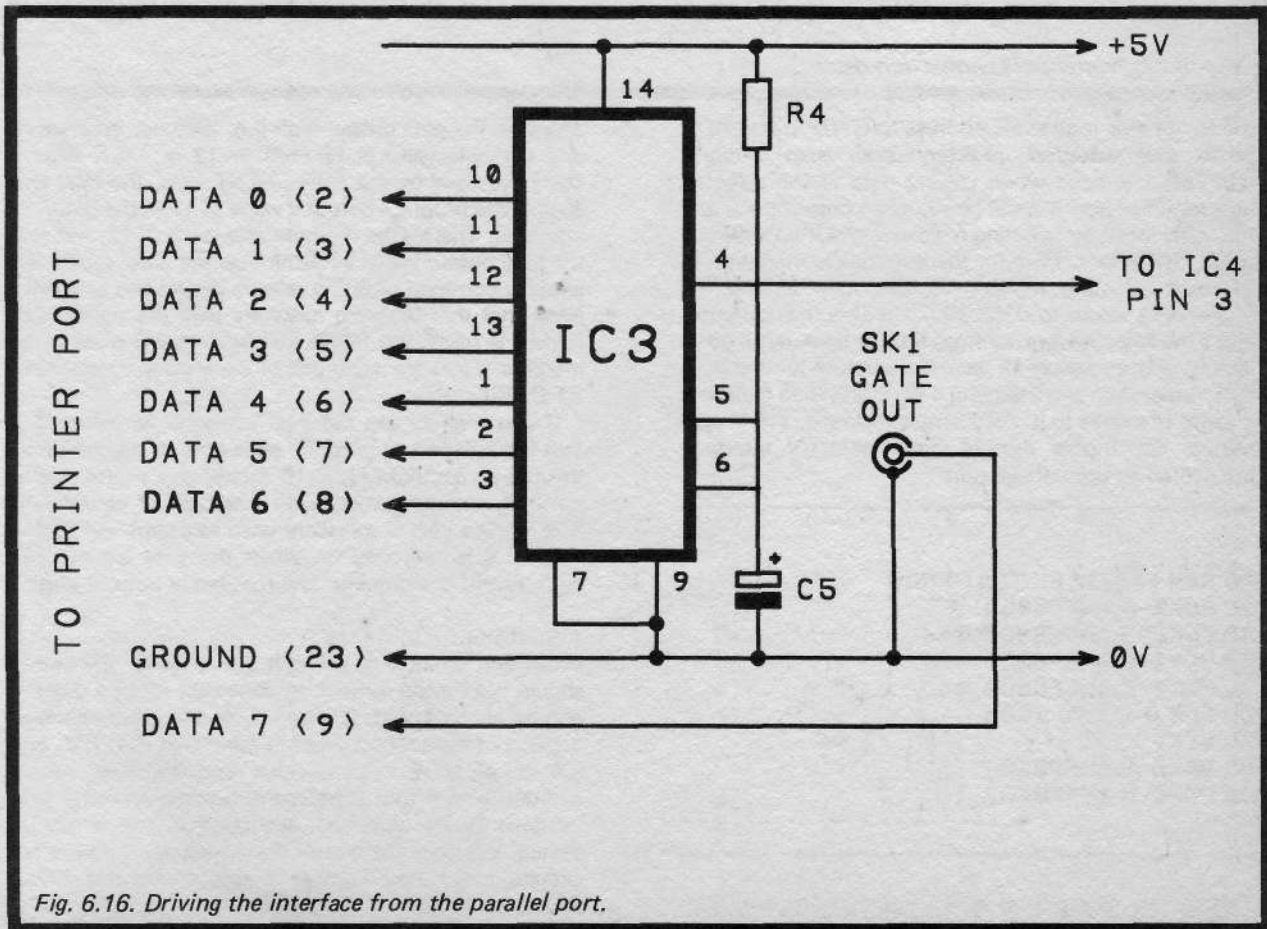 +5V
14
R4
DATA 0 (2)
10
DATA 1 (3)
11
DATA 2 (4)
12
DATA 3 (5)
13
DATA 4 (6)
1
DATA 5 (7)
2
DATA 6 (8)
3
TO PRINTER PORT
IC3
4
TO IC4
PIN 3
5
6
SK1
GATE
OUT
7
9
+
C5
GROUND (23)
0V
DATA 7 (9)
Fig. 6.16. Driving the interface from the parallel port.